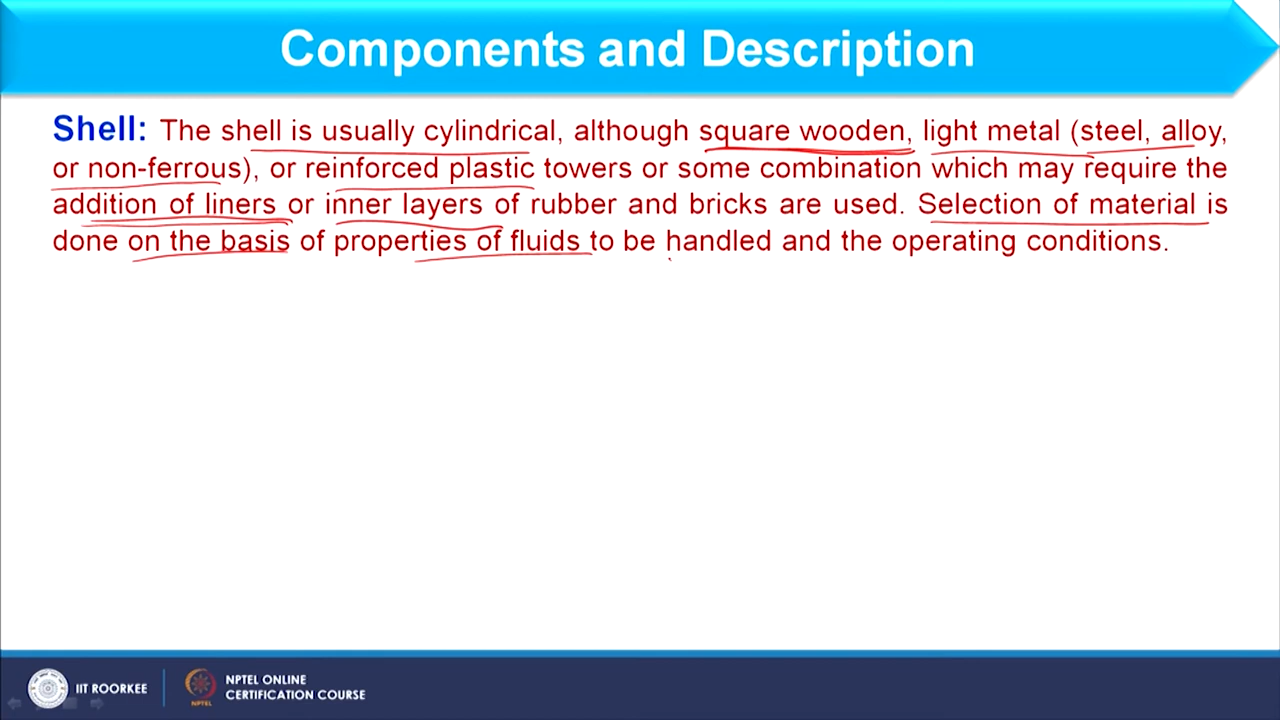 Components and Description
Shell: The shell is usually cylindrical, although square wooden, light metal (steel, alloy,
or non-ferrous), or reinforced plastic towers or some combination which may require the
addition of liners or inner layers of rubber and bricks are used. Selection of material is
done on the basis of properties of fluids to be handled and the operating conditions.
IIT ROORKEE
NPTEL
NPTEL ONLINE
CERTIFICATION COURSE